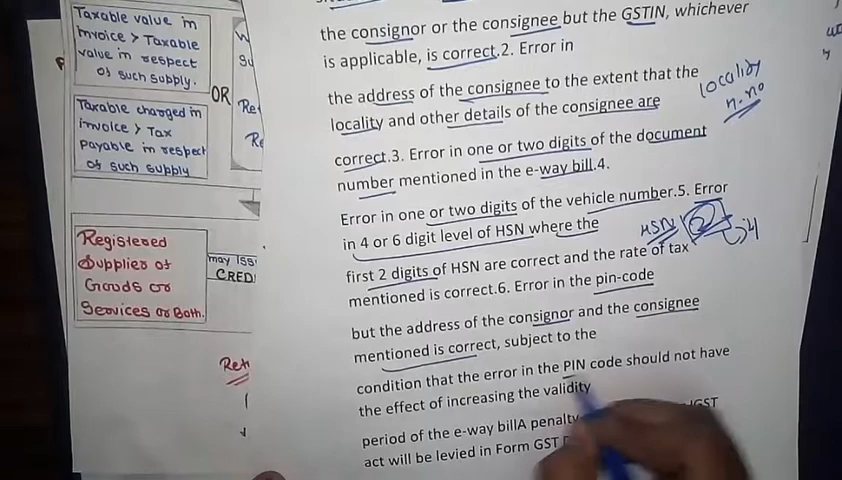 Taxable value in
invoice > Taxable
value in respect
of such supply.
OR
Taxable charged in
invoice > Tax
payable in respect
of such supply
Registered
Supplies of
Goods or
Services or Both.
may ISS
CREDI
the consignor or the consignee but the GSTIN, whichever
is applicable, is correct.2. Error in
the address of the consignee to the extent that the
locality and other details of the consignee are
locality
n. no
correct.3. Error in one or two digits of the document
number mentioned in the e-way bill.4.
Error in one or two digits of the vehicle number.5. Error
in 4 or 6 digit level of HSN where the
HSN
first 2 digits of HSN are correct and the rate of tax
mentioned is correct.6. Error in the pin-code
but the address of the consignor and the consignee
mentioned is correct, subject to the
condition that the error in the PIN code should not have
the effect of increasing the validity
period of the e-way billA penalty
act will be levied in Form GST